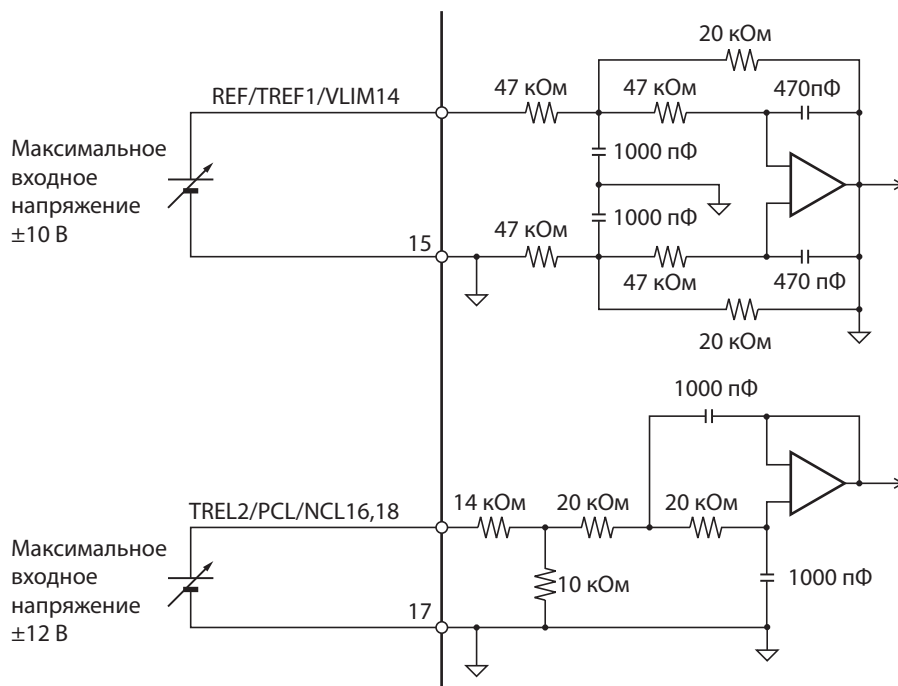 20 кОм
REF/TREF1/VLIM14
47 кОм
47 кОм
470пФ
Максимальное
входное
напряжение
±10 В
1000 пФ
1000 пФ
15
47 кОм
47 кОм
470 пФ
20 кОм
1000 пФ
TREL2/PCL/NCL16,18
14 кОм
20 кОм
20 кОм
Максимальное
входное
напряжение
±12 В
10 кОм
1000 пФ
17